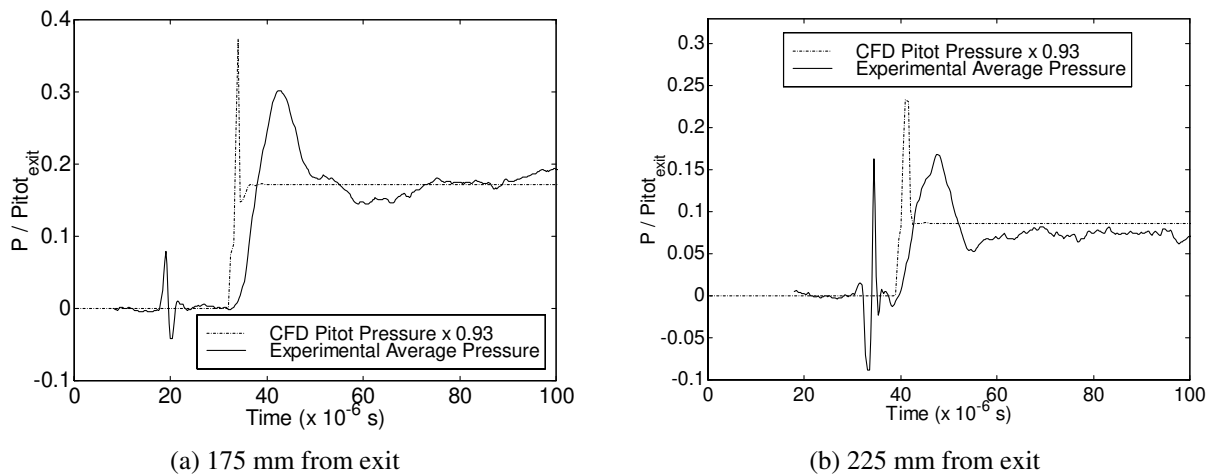 0.4
0.3
0.2
0.1
0
-0.1
P / Pitot_exit
0 20 40 60 80 100
Time (x 10^-6 s)
CFD Pitot Pressure x 0.93
Experimental Average Pressure
(a) 175 mm from exit
0.3
0.25
0.2
0.15
0.1
0.05
0
-0.05
-0.1
P / Pitot_exit
0 20 40 60 80 100
Time (x 10^-6 s)
CFD Pitot Pressure x 0.93
Experimental Average Pressure
(b) 225 mm from exit